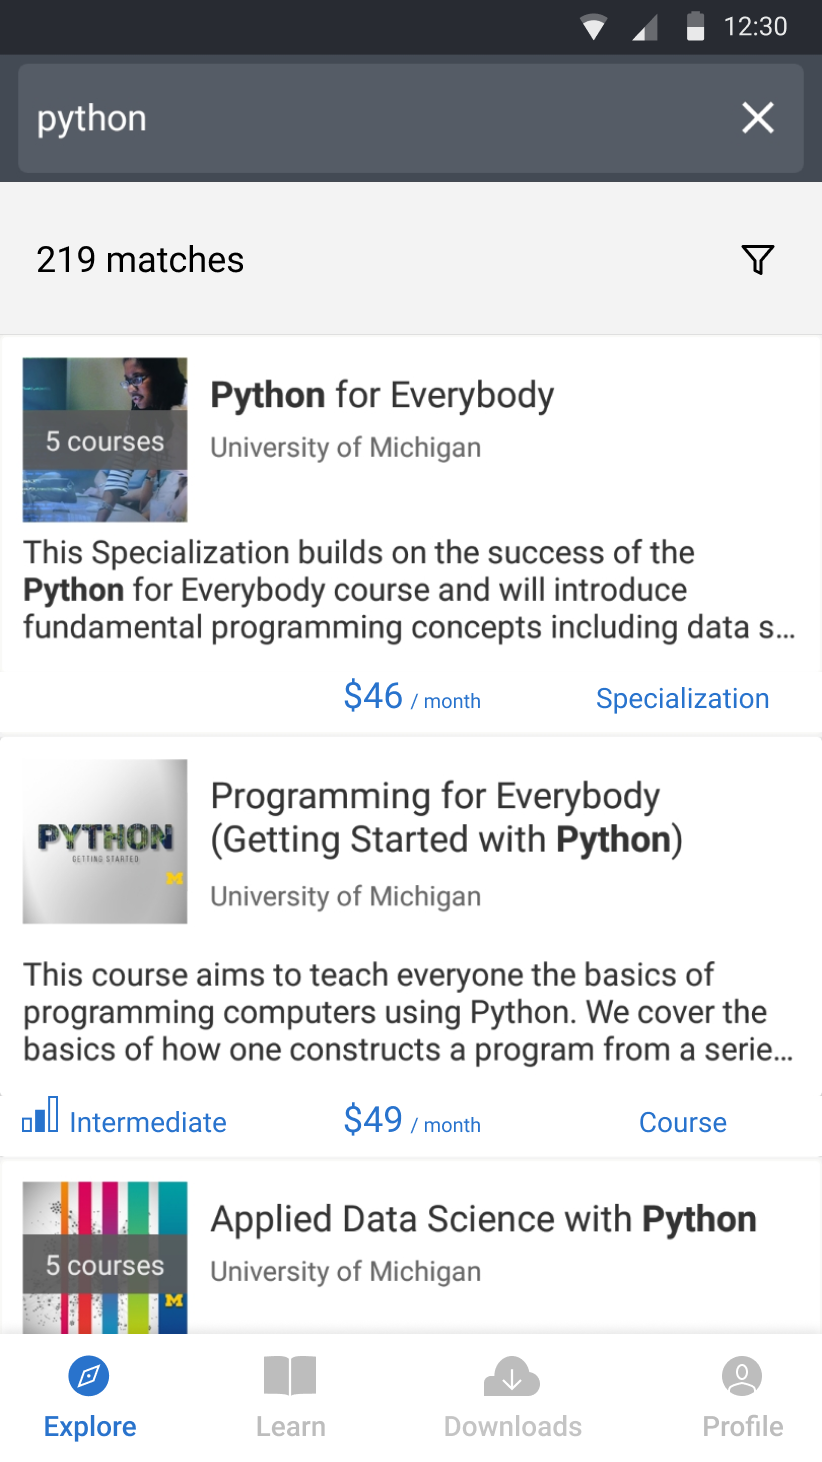 12:30
python
219 matches
5 courses
Python for Everybody
University of Michigan
This Specialization builds on the success of the
Python for Everybody course and will introduce
fundamental programming concepts including data s...
$46 / month
Specialization
PYTHON
GETTING STARTED
M
Programming for Everybody
(Getting Started with Python)
University of Michigan
This course aims to teach everyone the basics of
programming computers using Python. We cover the
basics of how one constructs a program from a serie...
Intermediate
$49 / month
Course
5 courses
M
Applied Data Science with Python
University of Michigan
Explore
Learn
Downloads
Profile